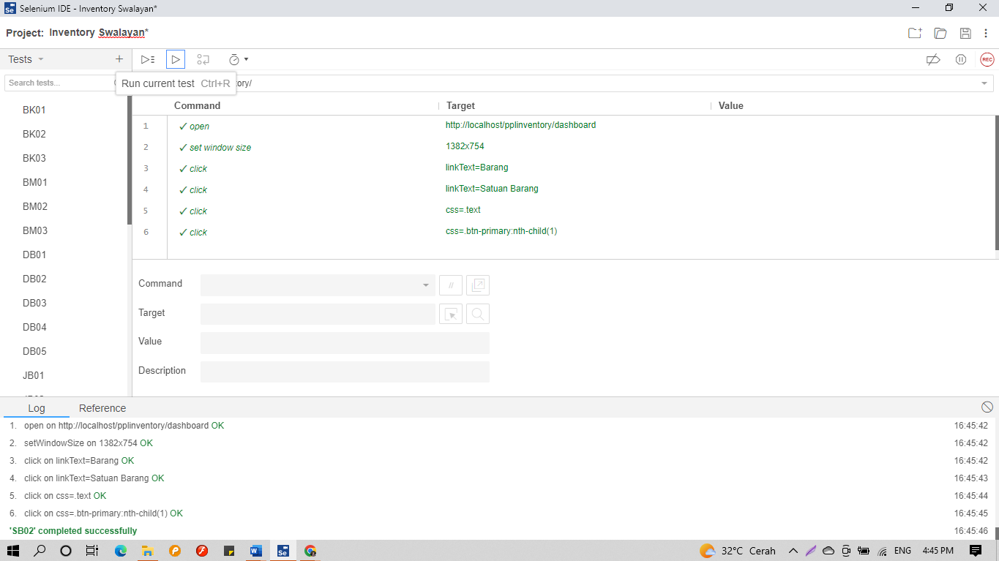 Selenium IDE - Inventory Swalayan*
Project: Inventory Swalayan*
Tests
Run current test Ctrl+R
Search tests...
tory/
Command Target Value
BK01
BK02
BK03
BM01
BM02
BM03
DB01
DB02
DB03
DB04
DB05
JB01
1 ✓ open http://localhost/pplinventory/dashboard
2 ✓ set window size 1382x754
3 ✓ click linkText=Barang
4 ✓ click linkText=Satuan Barang
5 ✓ click css=.text
6 ✓ click css=.btn-primary:nth-child(1)
Command //
Target
Value
Description
REC
Log Reference
1. open on http://localhost/pplinventory/dashboard OK 16:45:42
2. setWindowSize on 1382x754 OK 16:45:42
3. click on linkText=Barang OK 16:45:42
4. click on linkText=Satuan Barang OK 16:45:43
5. click on css=.text OK 16:45:44
6. click on css=.btn-primary:nth-child(1) OK 16:45:45
'SB02' completed successfully 16:45:46
32°C Cerah ENG 4:45 PM